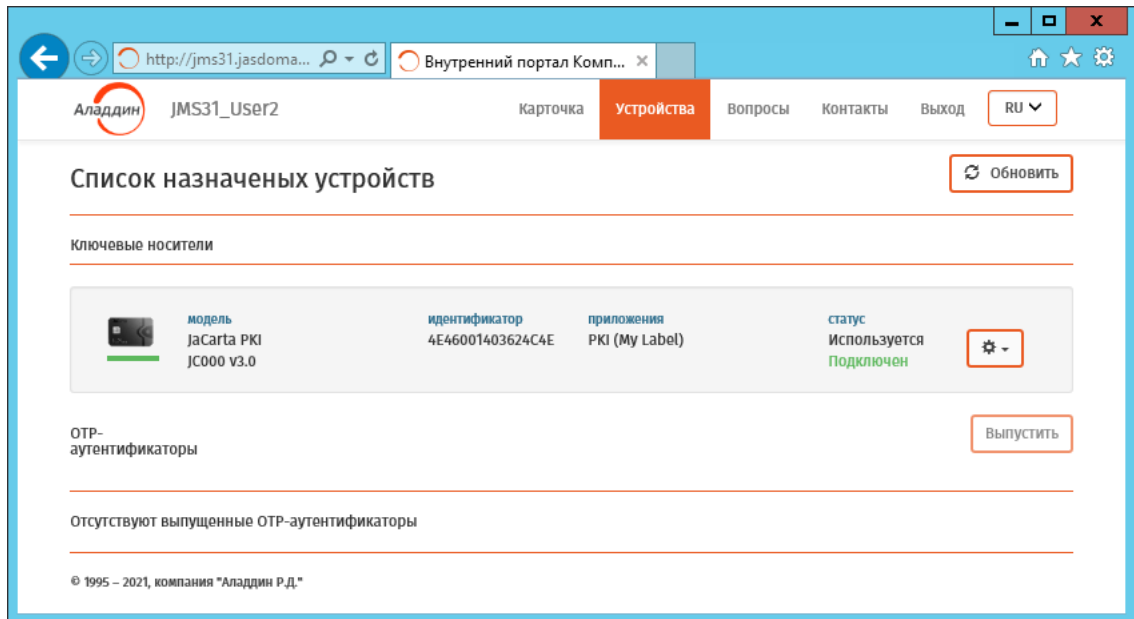 http://jms31.jasdoma...
Внутренний портал Комп...
Аладдин
JMS31_User2
Карточка
Устройства
Вопросы
Контакты
Выход
RU
Список назначеных устройств
Обновить
Ключевые носители
модель
JaCarta PKI
JC000 v3.0
идентификатор
4E46001403624C4E
приложения
PKI (My Label)
статус
Используется
Подключен
OTP-
аутентификаторы
Выпустить
Отсутствуют выпущенные OTP-аутентификаторы
© 1995 – 2021, компания "Аладдин Р.Д."